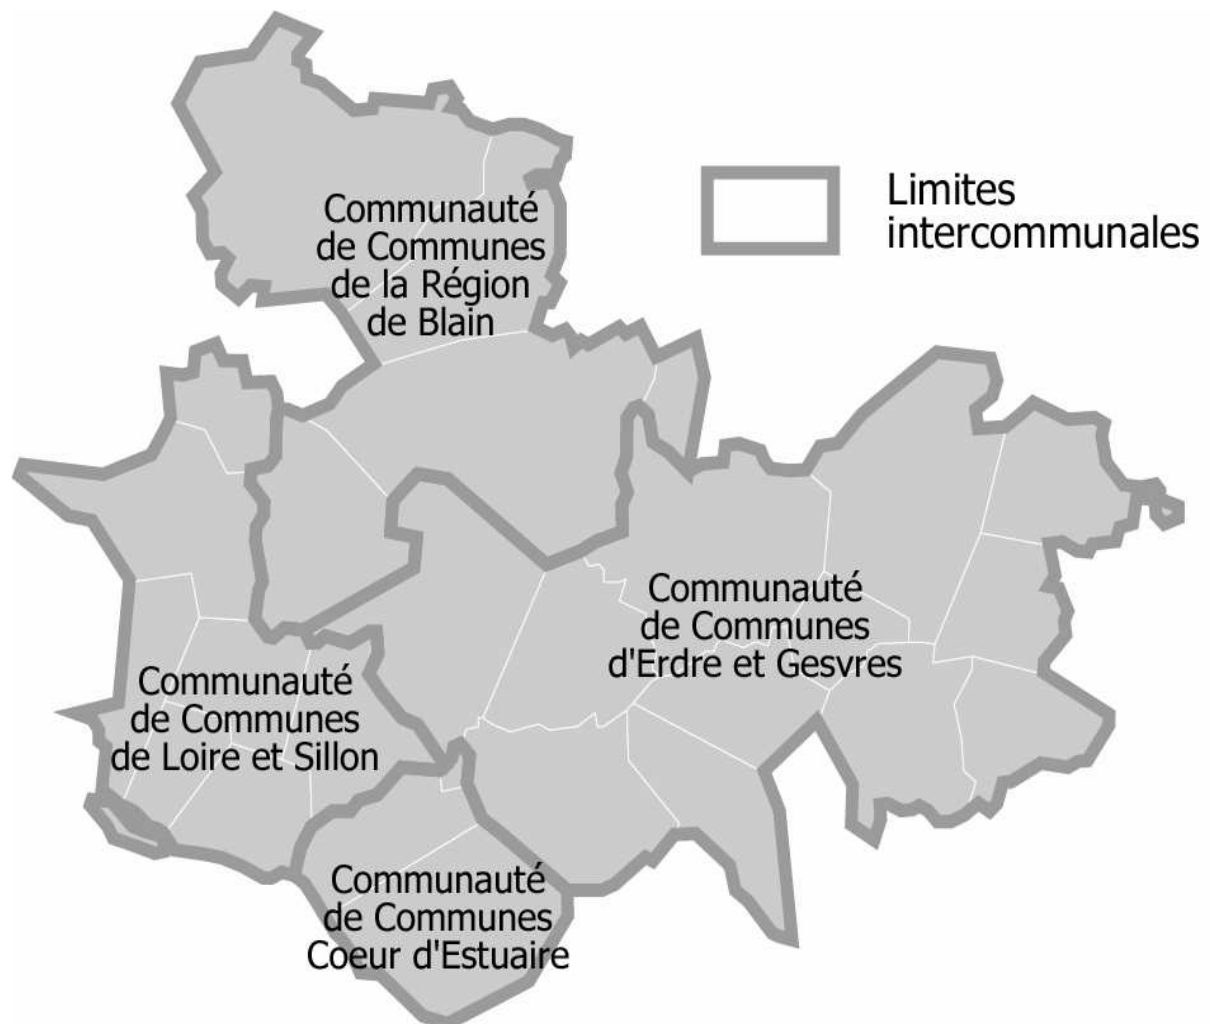 Communauté
de Communes
de la Région
de Blain
Limites
intercommunales
Communauté
de Communes
d'Erdre et Gesvres
Communauté
de Communes
de Loire et Sillon
Communauté
de Communes
Coeur d'Estuaire